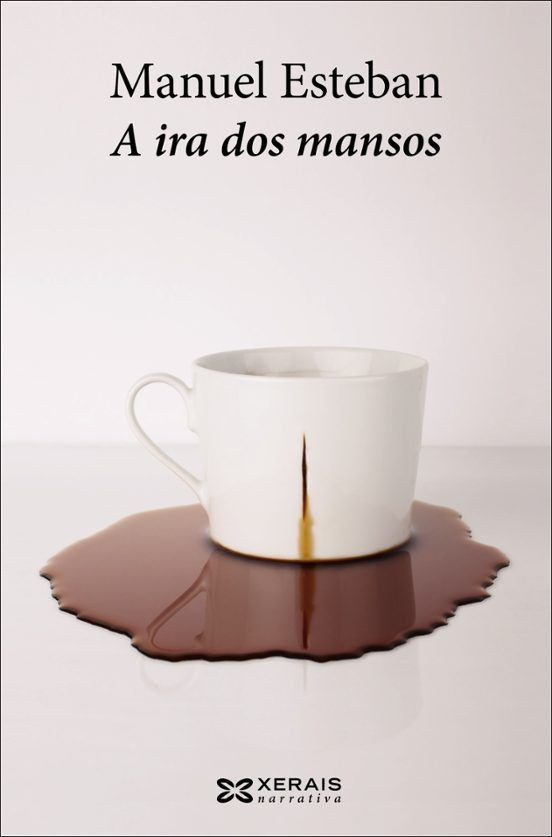 Manuel Esteban
A ira dos mansos
XERAIS
narrativa